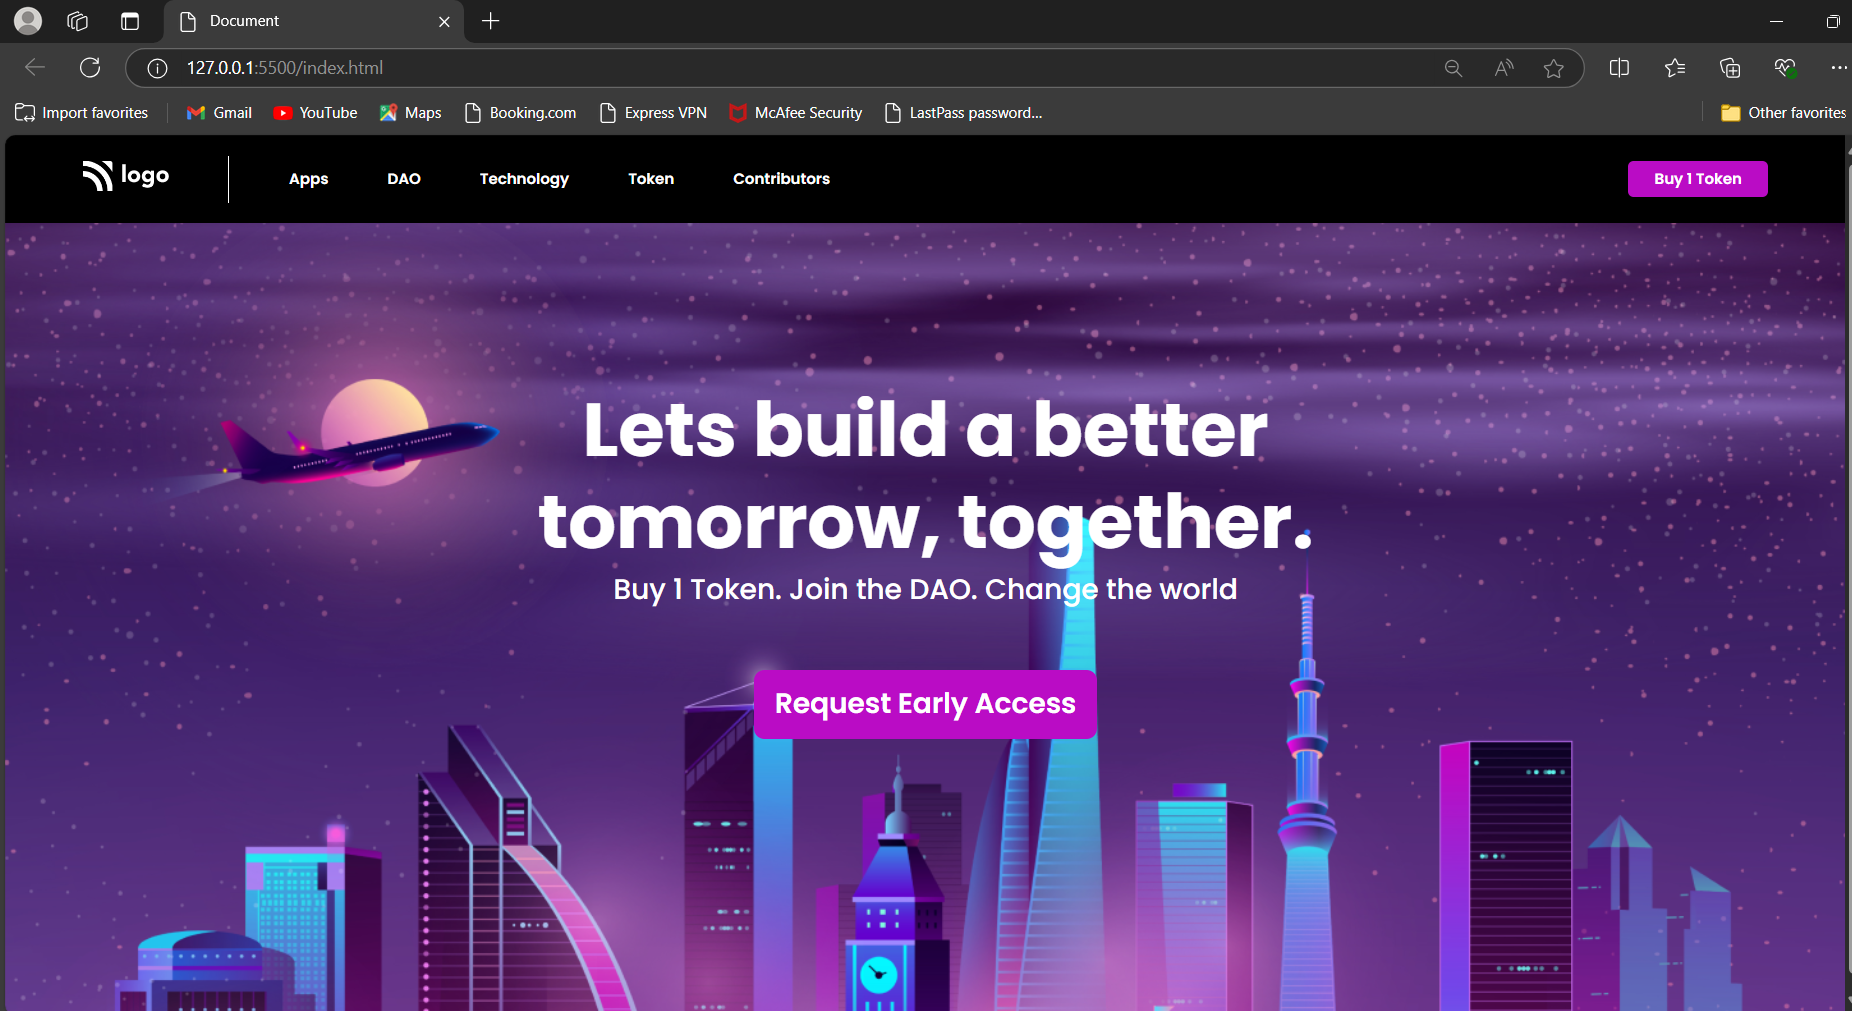 Document
127.0.0.1:5500/index.html
Import favorites
Gmail
YouTube
Maps
Booking.com
Express VPN
McAfee Security
LastPass password...
Other favorites
logo
Apps
DAO
Technology
Token
Contributors
Buy 1 Token
Lets build a better
tomorrow, together.
Buy 1 Token. Join the DAO. Change the world
Request Early Access